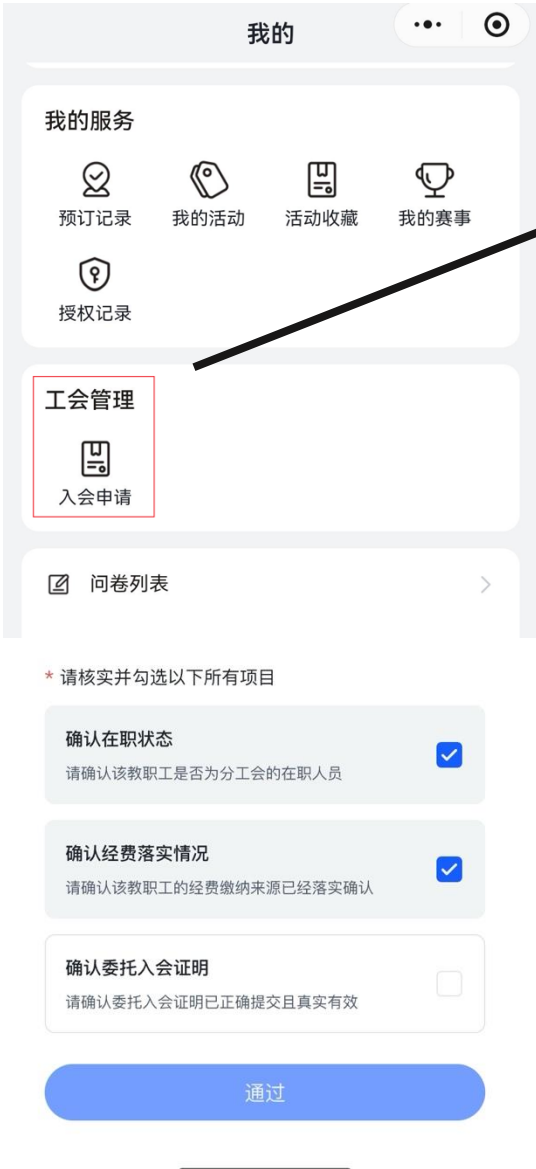 我的
我的服务
预订记录 我的活动 活动收藏 我的赛事
授权记录
工会管理
入会申请
问卷列表
* 请核实并勾选以下所有项目
确认在职状态
请确认该教职工是否为分工会的在职人员
确认经费落实情况
请确认该教职工的经费缴纳来源已经落实确认
确认委托入会证明
请确认委托入会证明已正确提交且真实有效
通过